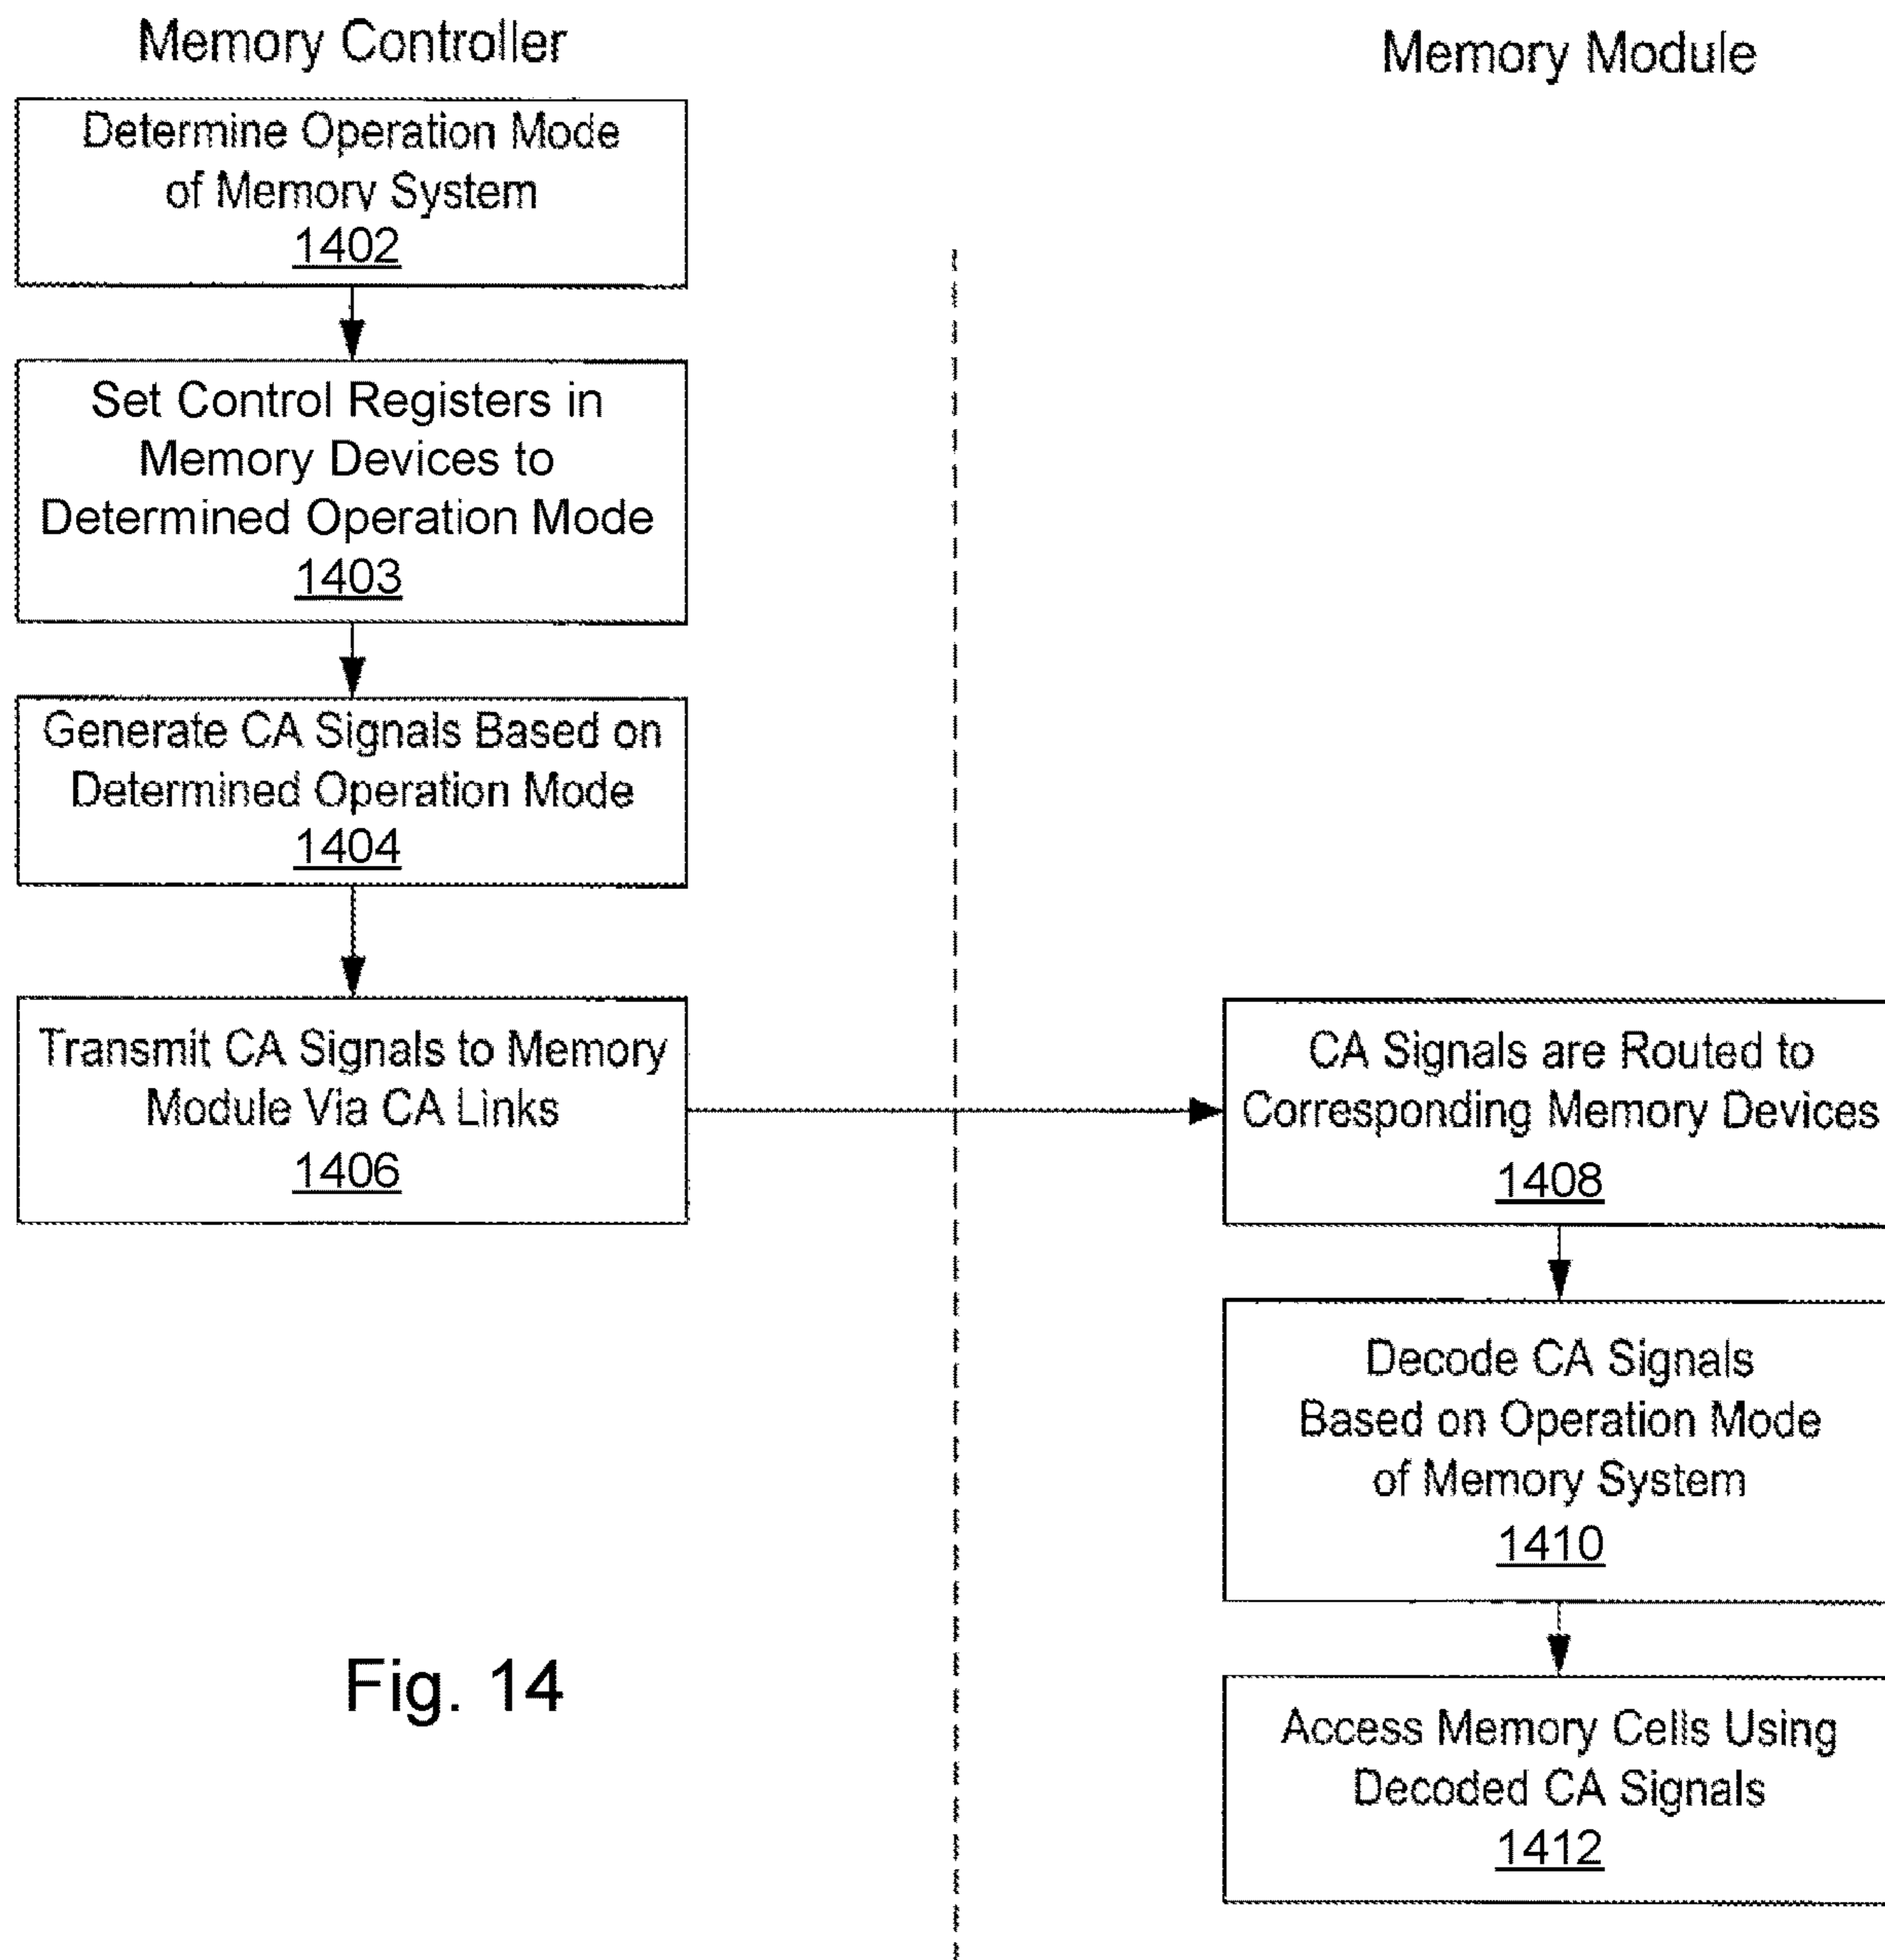 Memory Controller
Determine Operation Mode
of Memory System
1402
Set Control Registers in
Memory Devices to
Determined Operation Mode
1403
Generate CA Signals Based on
Determined Operation Mode
1404
Transmit CA Signals to Memory
Module Via CA Links
1406
Memory Module
CA Signals are Routed to
Corresponding Memory Devices
1408
Decode CA Signals
Based on Operation Mode
of Memory System
1410
Access Memory Cells Using
Decoded CA Signals
1412
Fig. 14